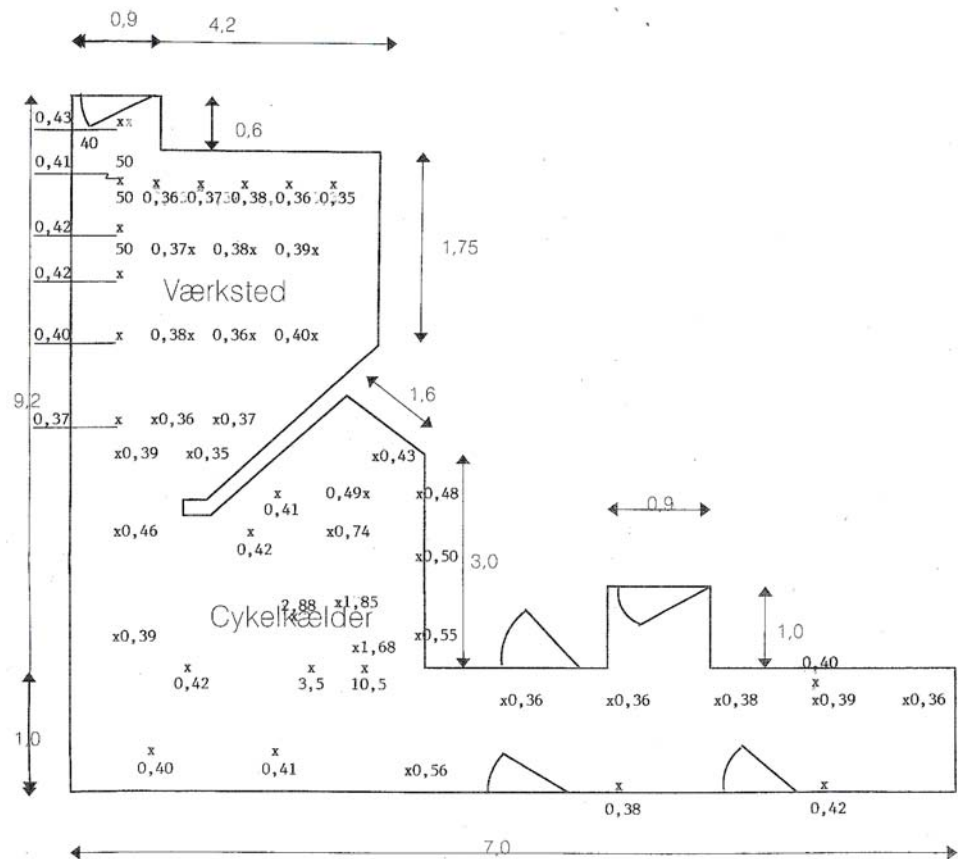 0,9 4,2
0,43 xx 0,6
40
0,41 50
x x x x x x
50 0,36 0,37 0,38 0,36 0,35
0,42 x
50 0,37x 0,38x 0,39x 1,75
0,42 x
Værksted
0,40 x 0,38x 0,36x 0,40x
9,2 1,6
0,37 x x0,36 x0,37
x0,39 x0,35 x0,43
x 0,49x x0,48 0,9
0,41
x0,46 x x0,74
0,42
x0,50 3,0
2,88 x1,85
Cykelkælder
x0,39 x0,55 1,0
x1,68
x x x 0,40
0,42 3,5 10,5 x
x0,36 x0,36 x0,38 x0,39 x0,36
1,0
x x
0,40 0,41 x0,56
x x
0,38 0,42
7,0